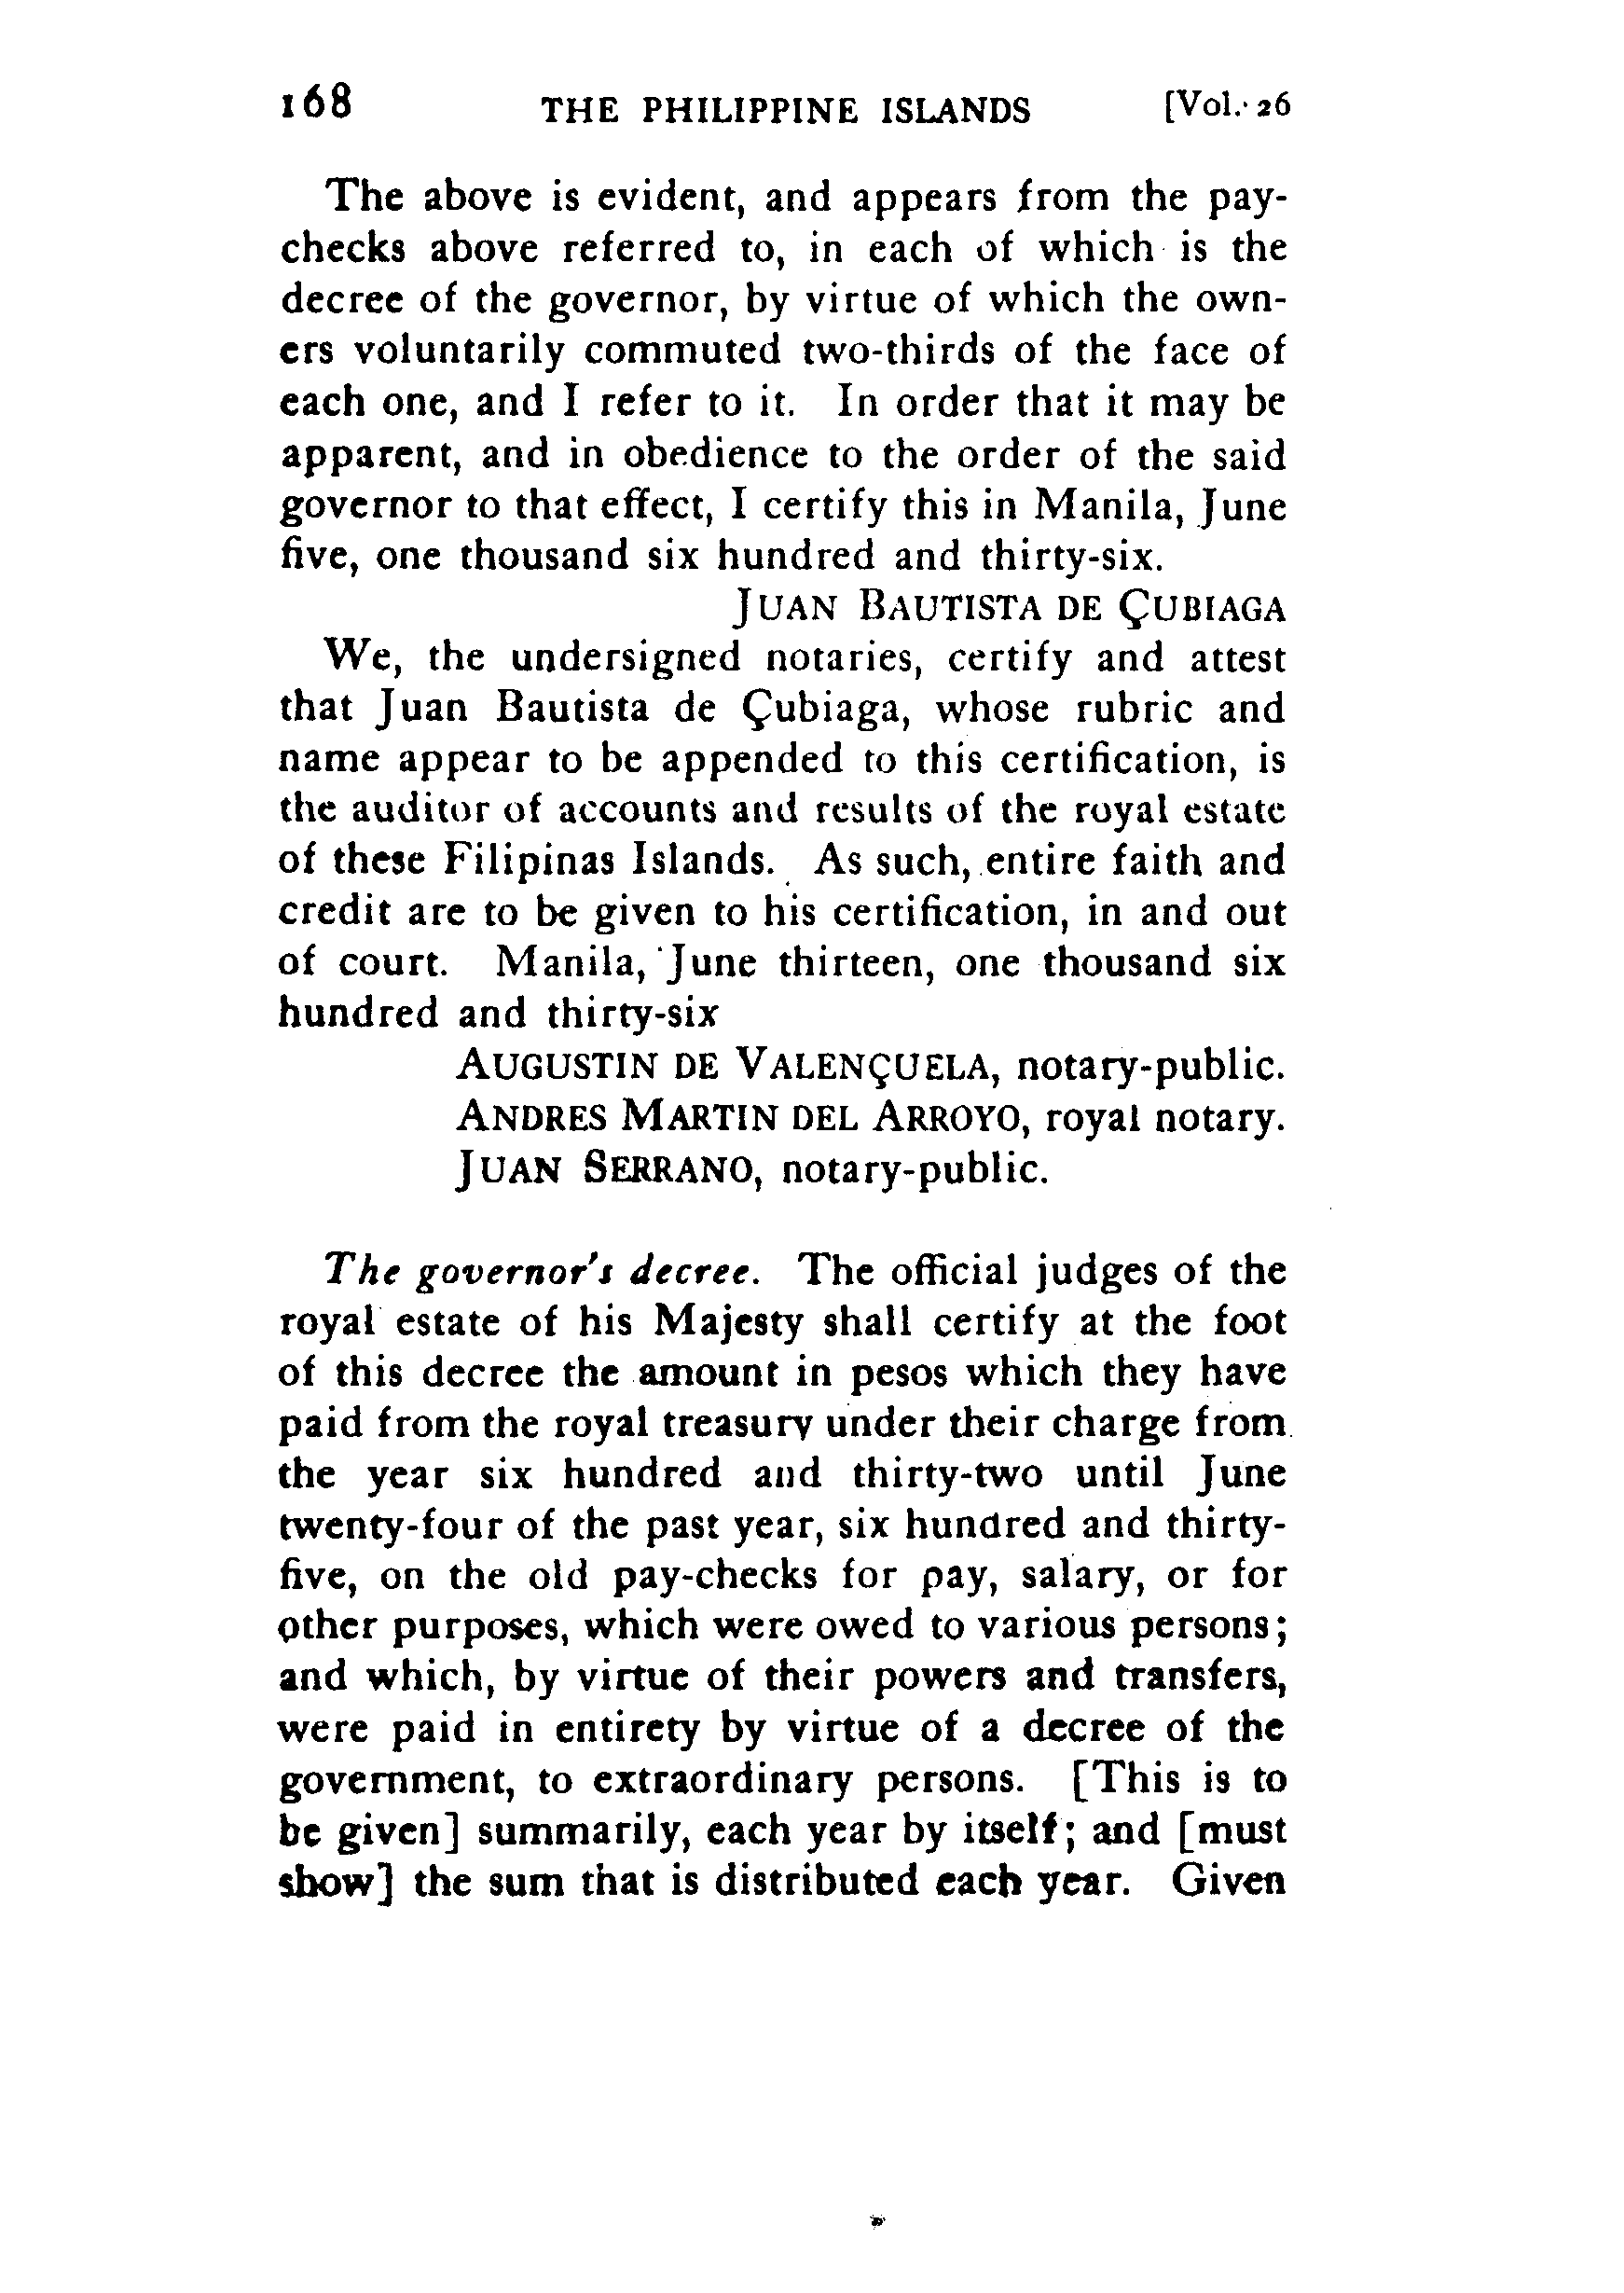 168 THE PHILIPPINE ISLANDS [Vol. 26
The above is evident, and appears from the pay-
checks above referred to, in each of which is the
decree of the governor, by virtue of which the own-
ers voluntarily commuted two-thirds of the face of
each one, and I refer to it. In order that it may be
apparent, and in obedience to the order of the said
governor to that effect, I certify this in Manila, June
five, one thousand six hundred and thirty-six.
JUAN BAUTISTA DE ÇUBIAGA
We, the undersigned notaries, certify and attest
that Juan Bautista de Çubiaga, whose rubric and
name appear to be appended to this certification, is
the auditor of accounts and results of the royal estate
of these Filipinas Islands. As such, entire faith and
credit are to be given to his certification, in and out
of court. Manila, June thirteen, one thousand six
hundred and thirty-six
AUGUSTIN DE VALENÇUELA, notary-public.
ANDRES MARTIN DEL ARROYO, royal notary.
JUAN SERRANO, notary-public.
The governor's decree. The official judges of the
royal estate of his Majesty shall certify at the foot
of this decree the amount in pesos which they have
paid from the royal treasury under their charge from
the year six hundred and thirty-two until June
twenty-four of the past year, six hundred and thirty-
five, on the old pay-checks for pay, salary, or for
other purposes, which were owed to various persons;
and which, by virtue of their powers and transfers,
were paid in entirety by virtue of a decree of the
government, to extraordinary persons. [This is to
be given] summarily, each year by itself; and [must
show] the sum that is distributed each year. Given